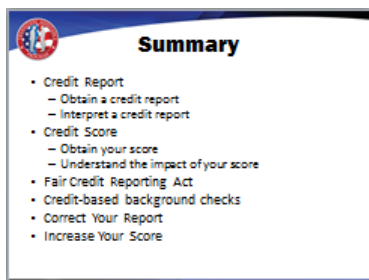 Summary
• Credit Report
– Obtain a credit report
– Interpret a credit report
• Credit Score
– Obtain your score
– Understand the impact of your score
• Fair Credit Reporting Act
• Credit-based background checks
• Correct Your Report
• Increase Your Score